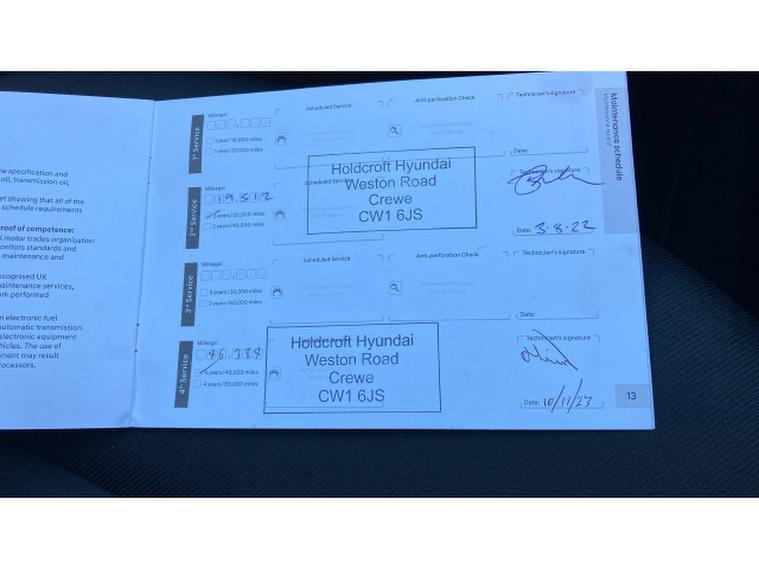 he specification and
oil, transmission oil,
et showing that all of the
schedule requirements
roof of competence:
K motor trades organisation
onitors standards and
maintenance and
ecognised UK
aintenance services,
ork performed
n electronic fuel
automatic transmission
electronic equipment
hicles. The use of
ment may result
rocessors.
Maintenance schedule
Maintenance record
1st Service
Mileage:
1 year/10,000 miles
1 year/20,000 miles
Scheduled Service
Anti-perforation Check
Technician's signature
Date:
2nd Service
Mileage:
19,512
2 years/20,000 miles
2 years/40,000 miles
Scheduled Service
Holdcroft Hyundai
Weston Road
Crewe
CW1 6JS
Technician's signature
Date: 3-8-22
3rd Service
Mileage:
3 years/30,000 miles
3 years/60,000 miles
Scheduled Service
Anti-perforation Check
Technician's signature
Date:
4th Service
Mileage:
4 years/40,000 miles
4 years/80,000 miles
Holdcroft Hyundai
Weston Road
Crewe
CW1 6JS
Technician's signature
Date: 10/11/23
13